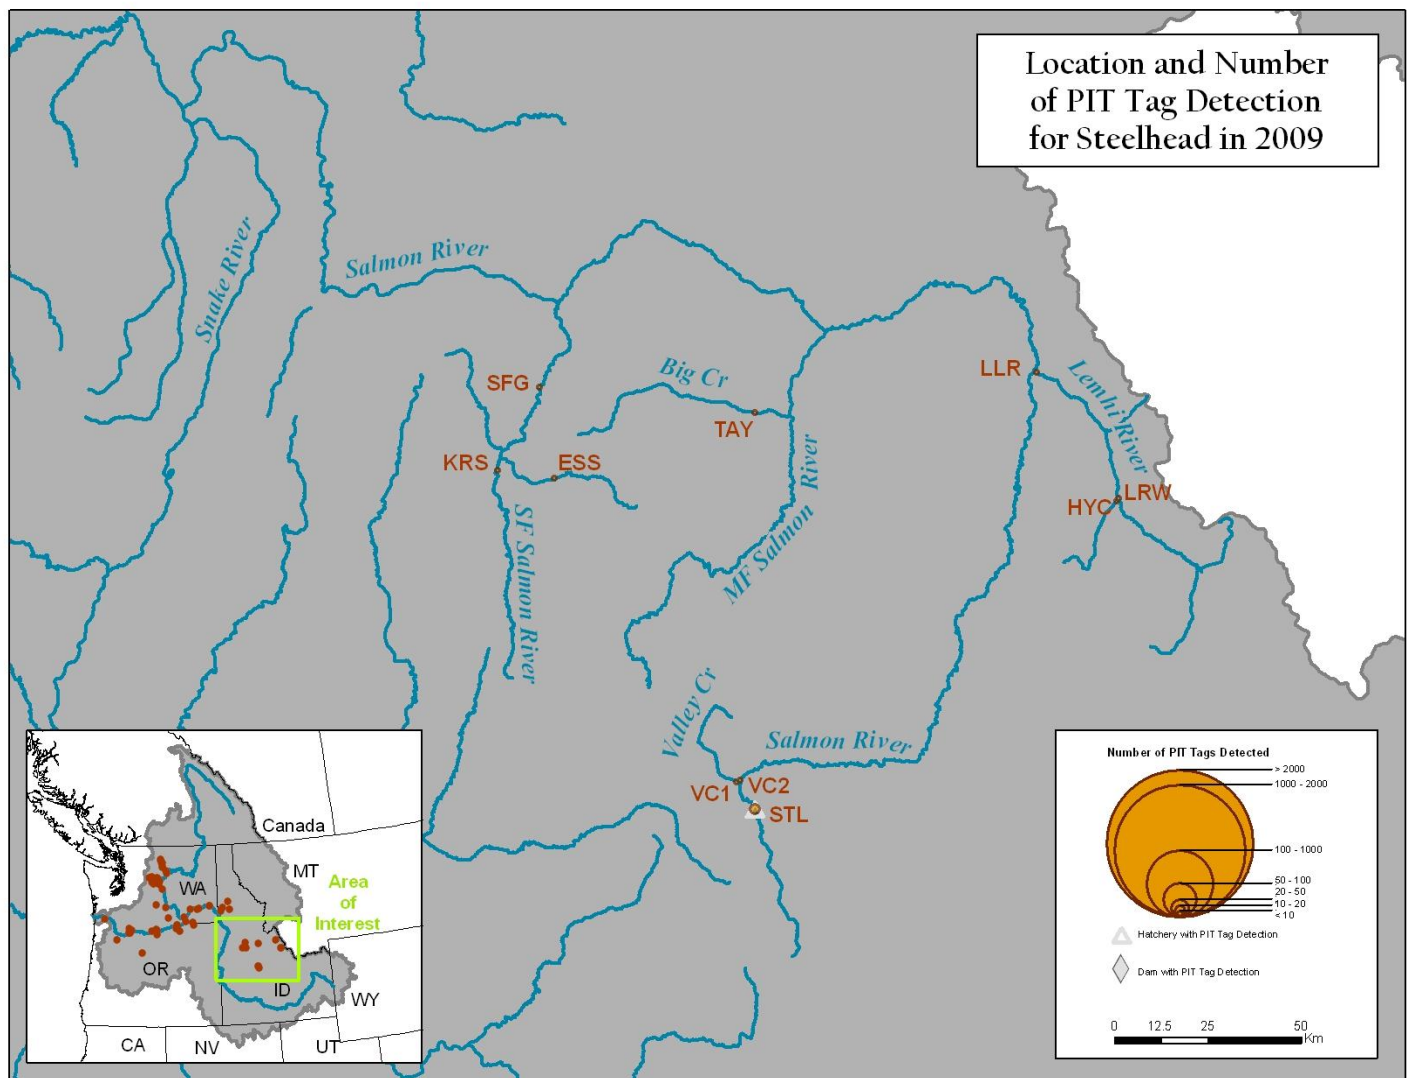 Location and Number
of PIT Tag Detection
for Steelhead in 2009
Salmon River
Snake River
SFG
Big Cr
TAY
LLR
Lemhi River
KRS
ESS
HYC
LRW
SF Salmon River
MF Salmon River
Valley Cr
Salmon River
VC1
VC2
STL
Canada
WA
MT
Area
of
Interest
OR
ID
WY
CA
NV
UT
Number of PIT Tags Detected
> 2000
1000 - 2000
100 - 1000
50 - 100
20 - 50
10 - 20
< 10
Hatchery with PIT Tag Detection
Dam with PIT Tag Detection
0 12.5 25 50
Km